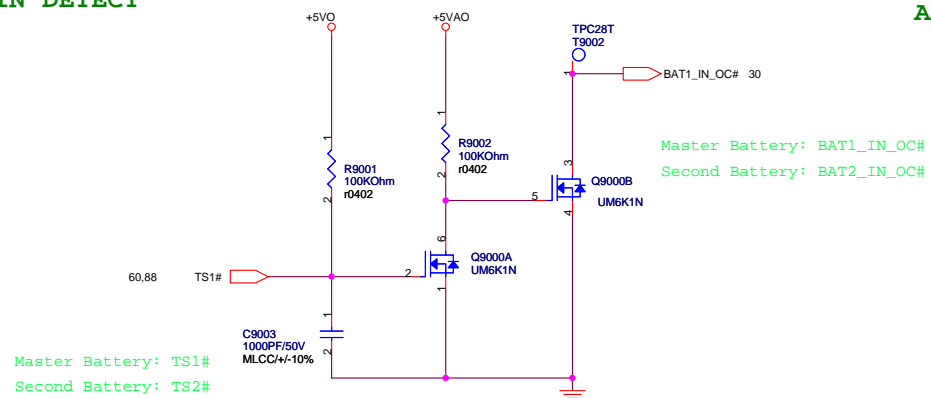 IN DETECT
A
+5VO
+5VAO
TPC28T
T9002
1
BAT1_IN_OC# 30
1
R9001
100KOhm
r0402
2
1
R9002
100KOhm
r0402
2
Master Battery: BAT1_IN_OC#
Second Battery: BAT2_IN_OC#
3
5
Q9000B
UM6K1N
4
6
Q9000A
UM6K1N
2
1
60,88
TS1#
1
C9003
1000PF/50V
MLCC/+/-10%
2
Master Battery: TS1#
Second Battery: TS2#